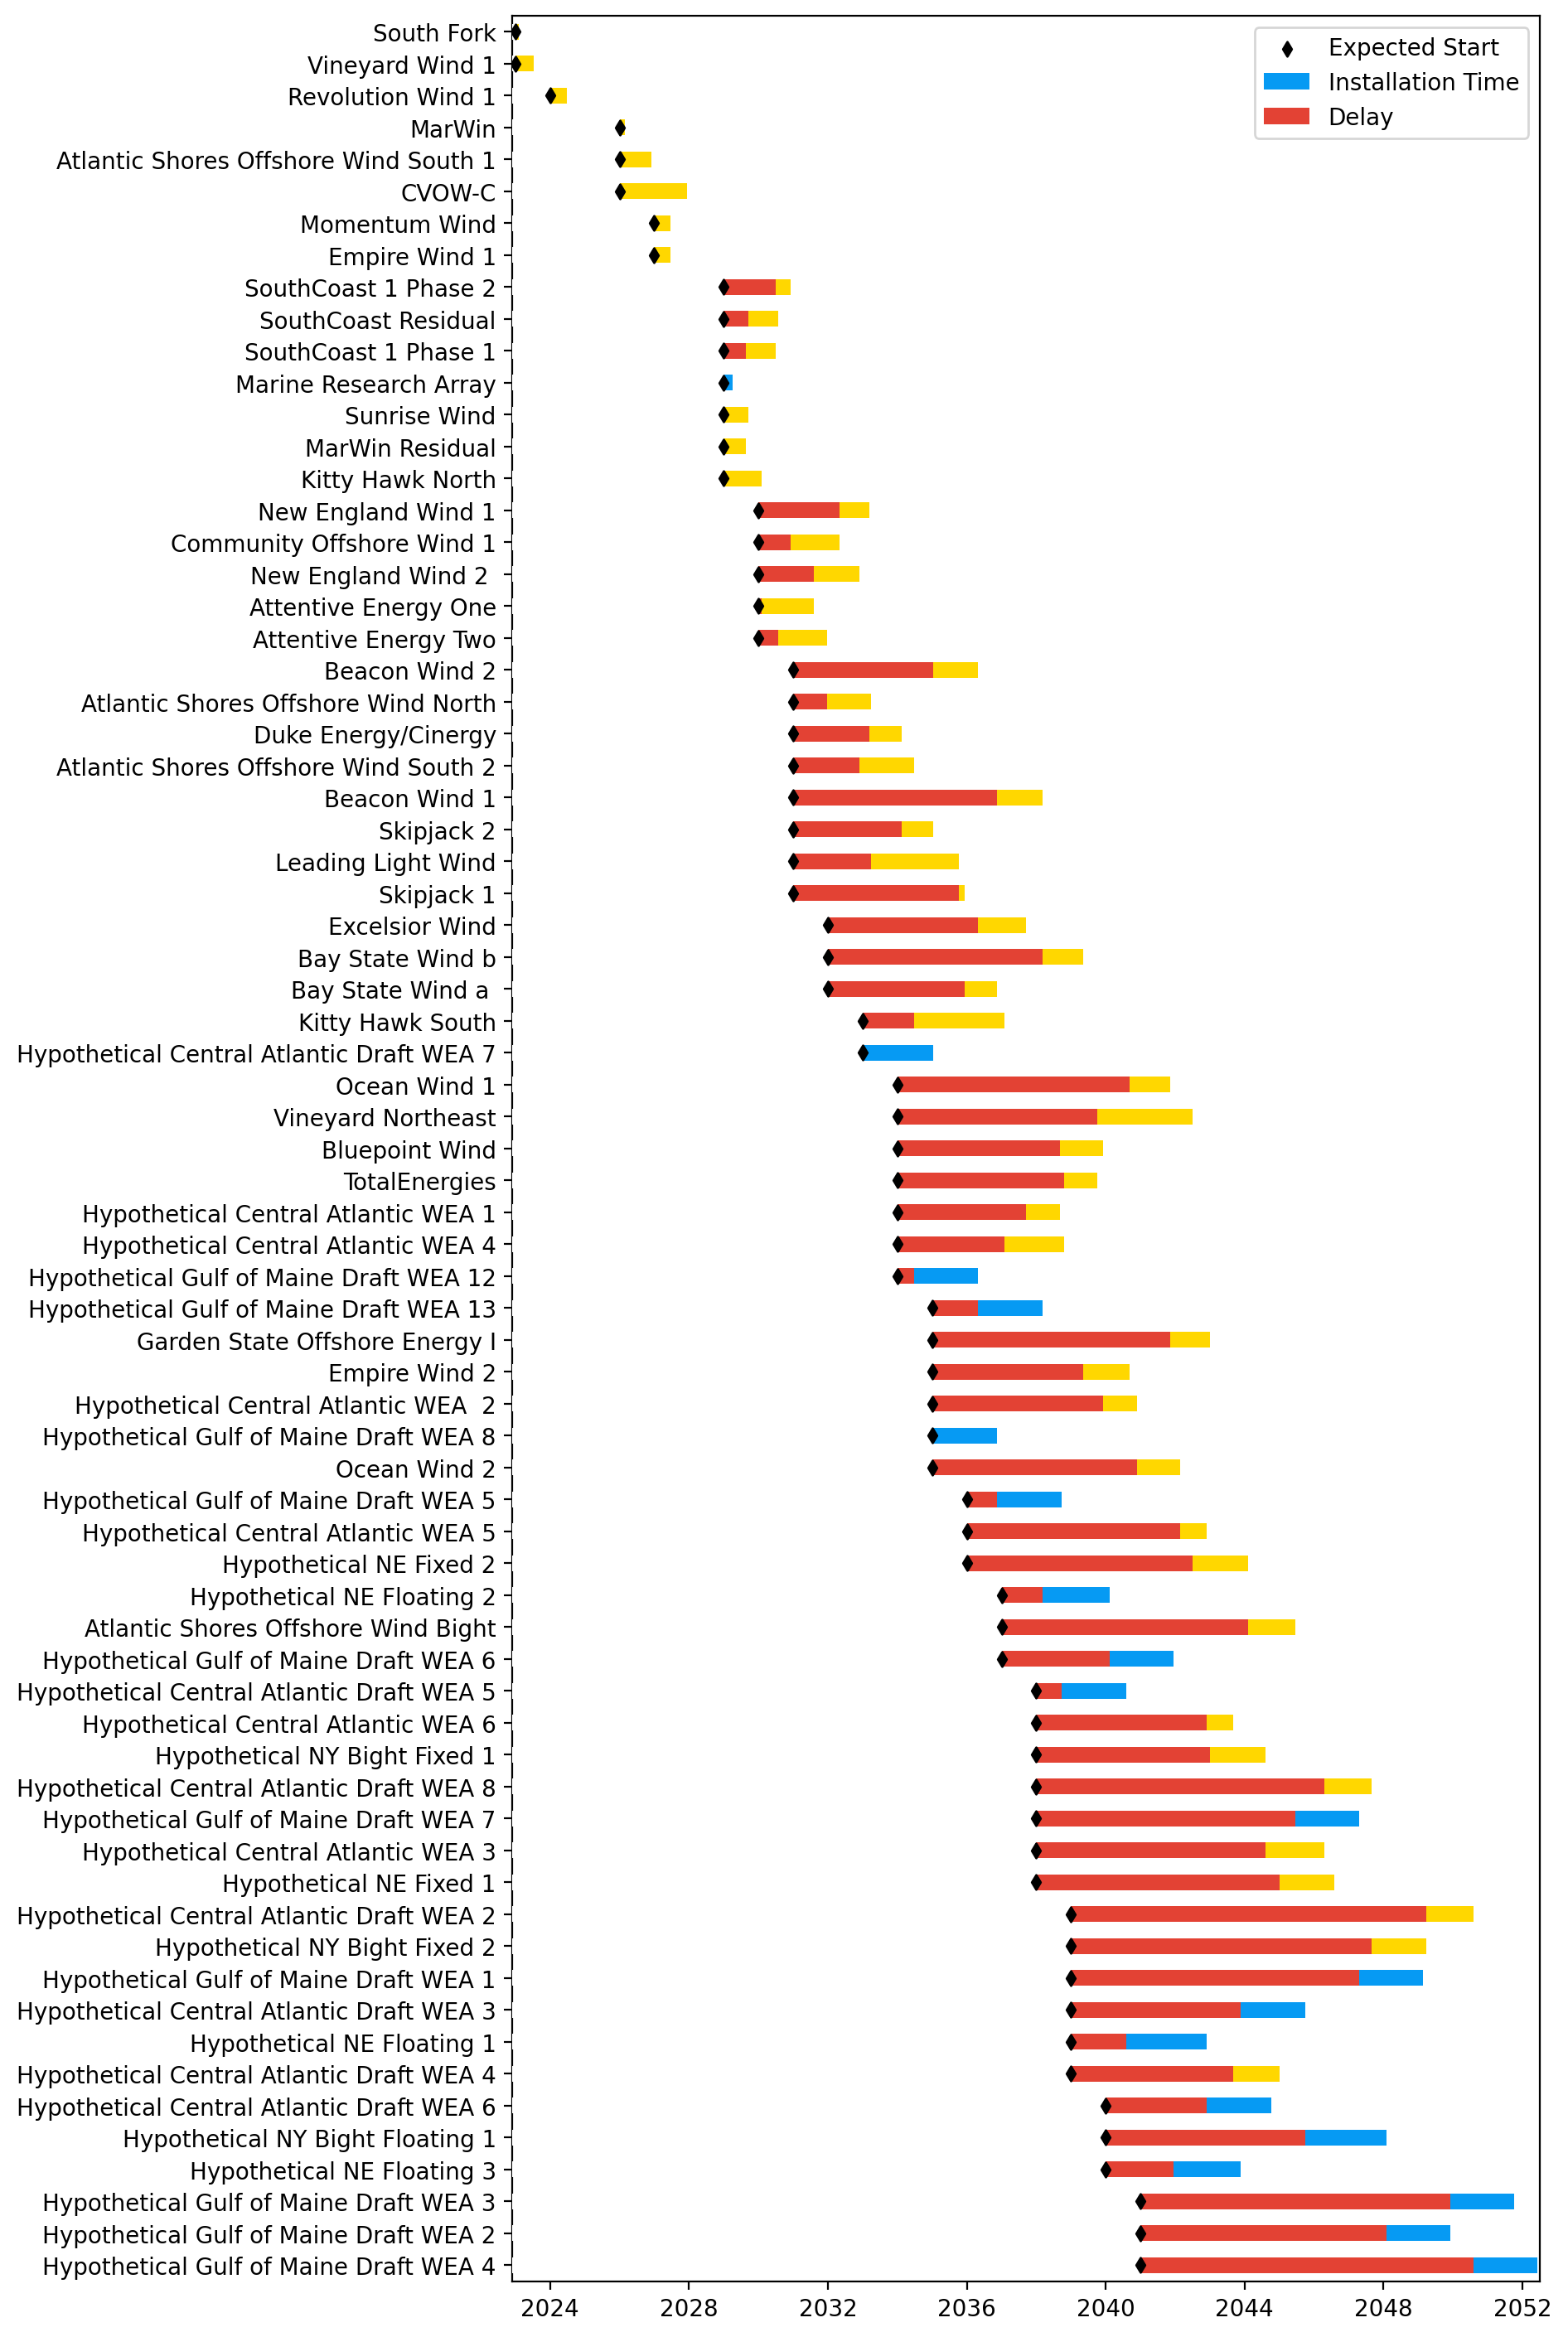 South Fork
Vineyard Wind 1
Revolution Wind 1
MarWin
Atlantic Shores Offshore Wind South 1
CVOW-C
Momentum Wind
Empire Wind 1
SouthCoast 1 Phase 2
SouthCoast Residual
SouthCoast 1 Phase 1
Marine Research Array
Sunrise Wind
MarWin Residual
Kitty Hawk North
New England Wind 1
Community Offshore Wind 1
New England Wind 2
Attentive Energy One
Attentive Energy Two
Beacon Wind 2
Atlantic Shores Offshore Wind North
Duke Energy/Cinergy
Atlantic Shores Offshore Wind South 2
Beacon Wind 1
Skipjack 2
Leading Light Wind
Skipjack 1
Excelsior Wind
Bay State Wind b
Bay State Wind a
Kitty Hawk South
Hypothetical Central Atlantic Draft WEA 7
Ocean Wind 1
Vineyard Northeast
Bluepoint Wind
TotalEnergies
Hypothetical Central Atlantic WEA 1
Hypothetical Central Atlantic WEA 4
Hypothetical Gulf of Maine Draft WEA 12
Hypothetical Gulf of Maine Draft WEA 13
Garden State Offshore Energy I
Empire Wind 2
Hypothetical Central Atlantic WEA  2
Hypothetical Gulf of Maine Draft WEA 8
Ocean Wind 2
Hypothetical Gulf of Maine Draft WEA 5
Hypothetical Central Atlantic WEA 5
Hypothetical NE Fixed 2
Hypothetical NE Floating 2
Atlantic Shores Offshore Wind Bight
Hypothetical Gulf of Maine Draft WEA 6
Hypothetical Central Atlantic Draft WEA 5
Hypothetical Central Atlantic WEA 6
Hypothetical NY Bight Fixed 1
Hypothetical Central Atlantic Draft WEA 8
Hypothetical Gulf of Maine Draft WEA 7
Hypothetical Central Atlantic WEA 3
Hypothetical NE Fixed 1
Hypothetical Central Atlantic Draft WEA 2
Hypothetical NY Bight Fixed 2
Hypothetical Gulf of Maine Draft WEA 1
Hypothetical Central Atlantic Draft WEA 3
Hypothetical NE Floating 1
Hypothetical Central Atlantic Draft WEA 4
Hypothetical Central Atlantic Draft WEA 6
Hypothetical NY Bight Floating 1
Hypothetical NE Floating 3
Hypothetical Gulf of Maine Draft WEA 3
Hypothetical Gulf of Maine Draft WEA 2
Hypothetical Gulf of Maine Draft WEA 4
Expected Start
Installation Time
Delay
2024 2028 2032 2036 2040 2044 2048 2052